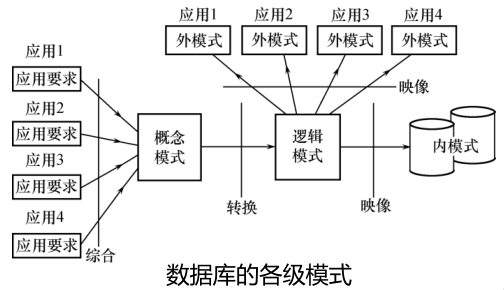 应用1 应用2 应用3 应用4
外模式 外模式 外模式 外模式
映像
应用1
应用要求
应用2
应用要求
应用3
应用要求
应用4
应用要求
综合
概念
模式
转换
逻辑
模式
映像
内模式
数据库的各级模式